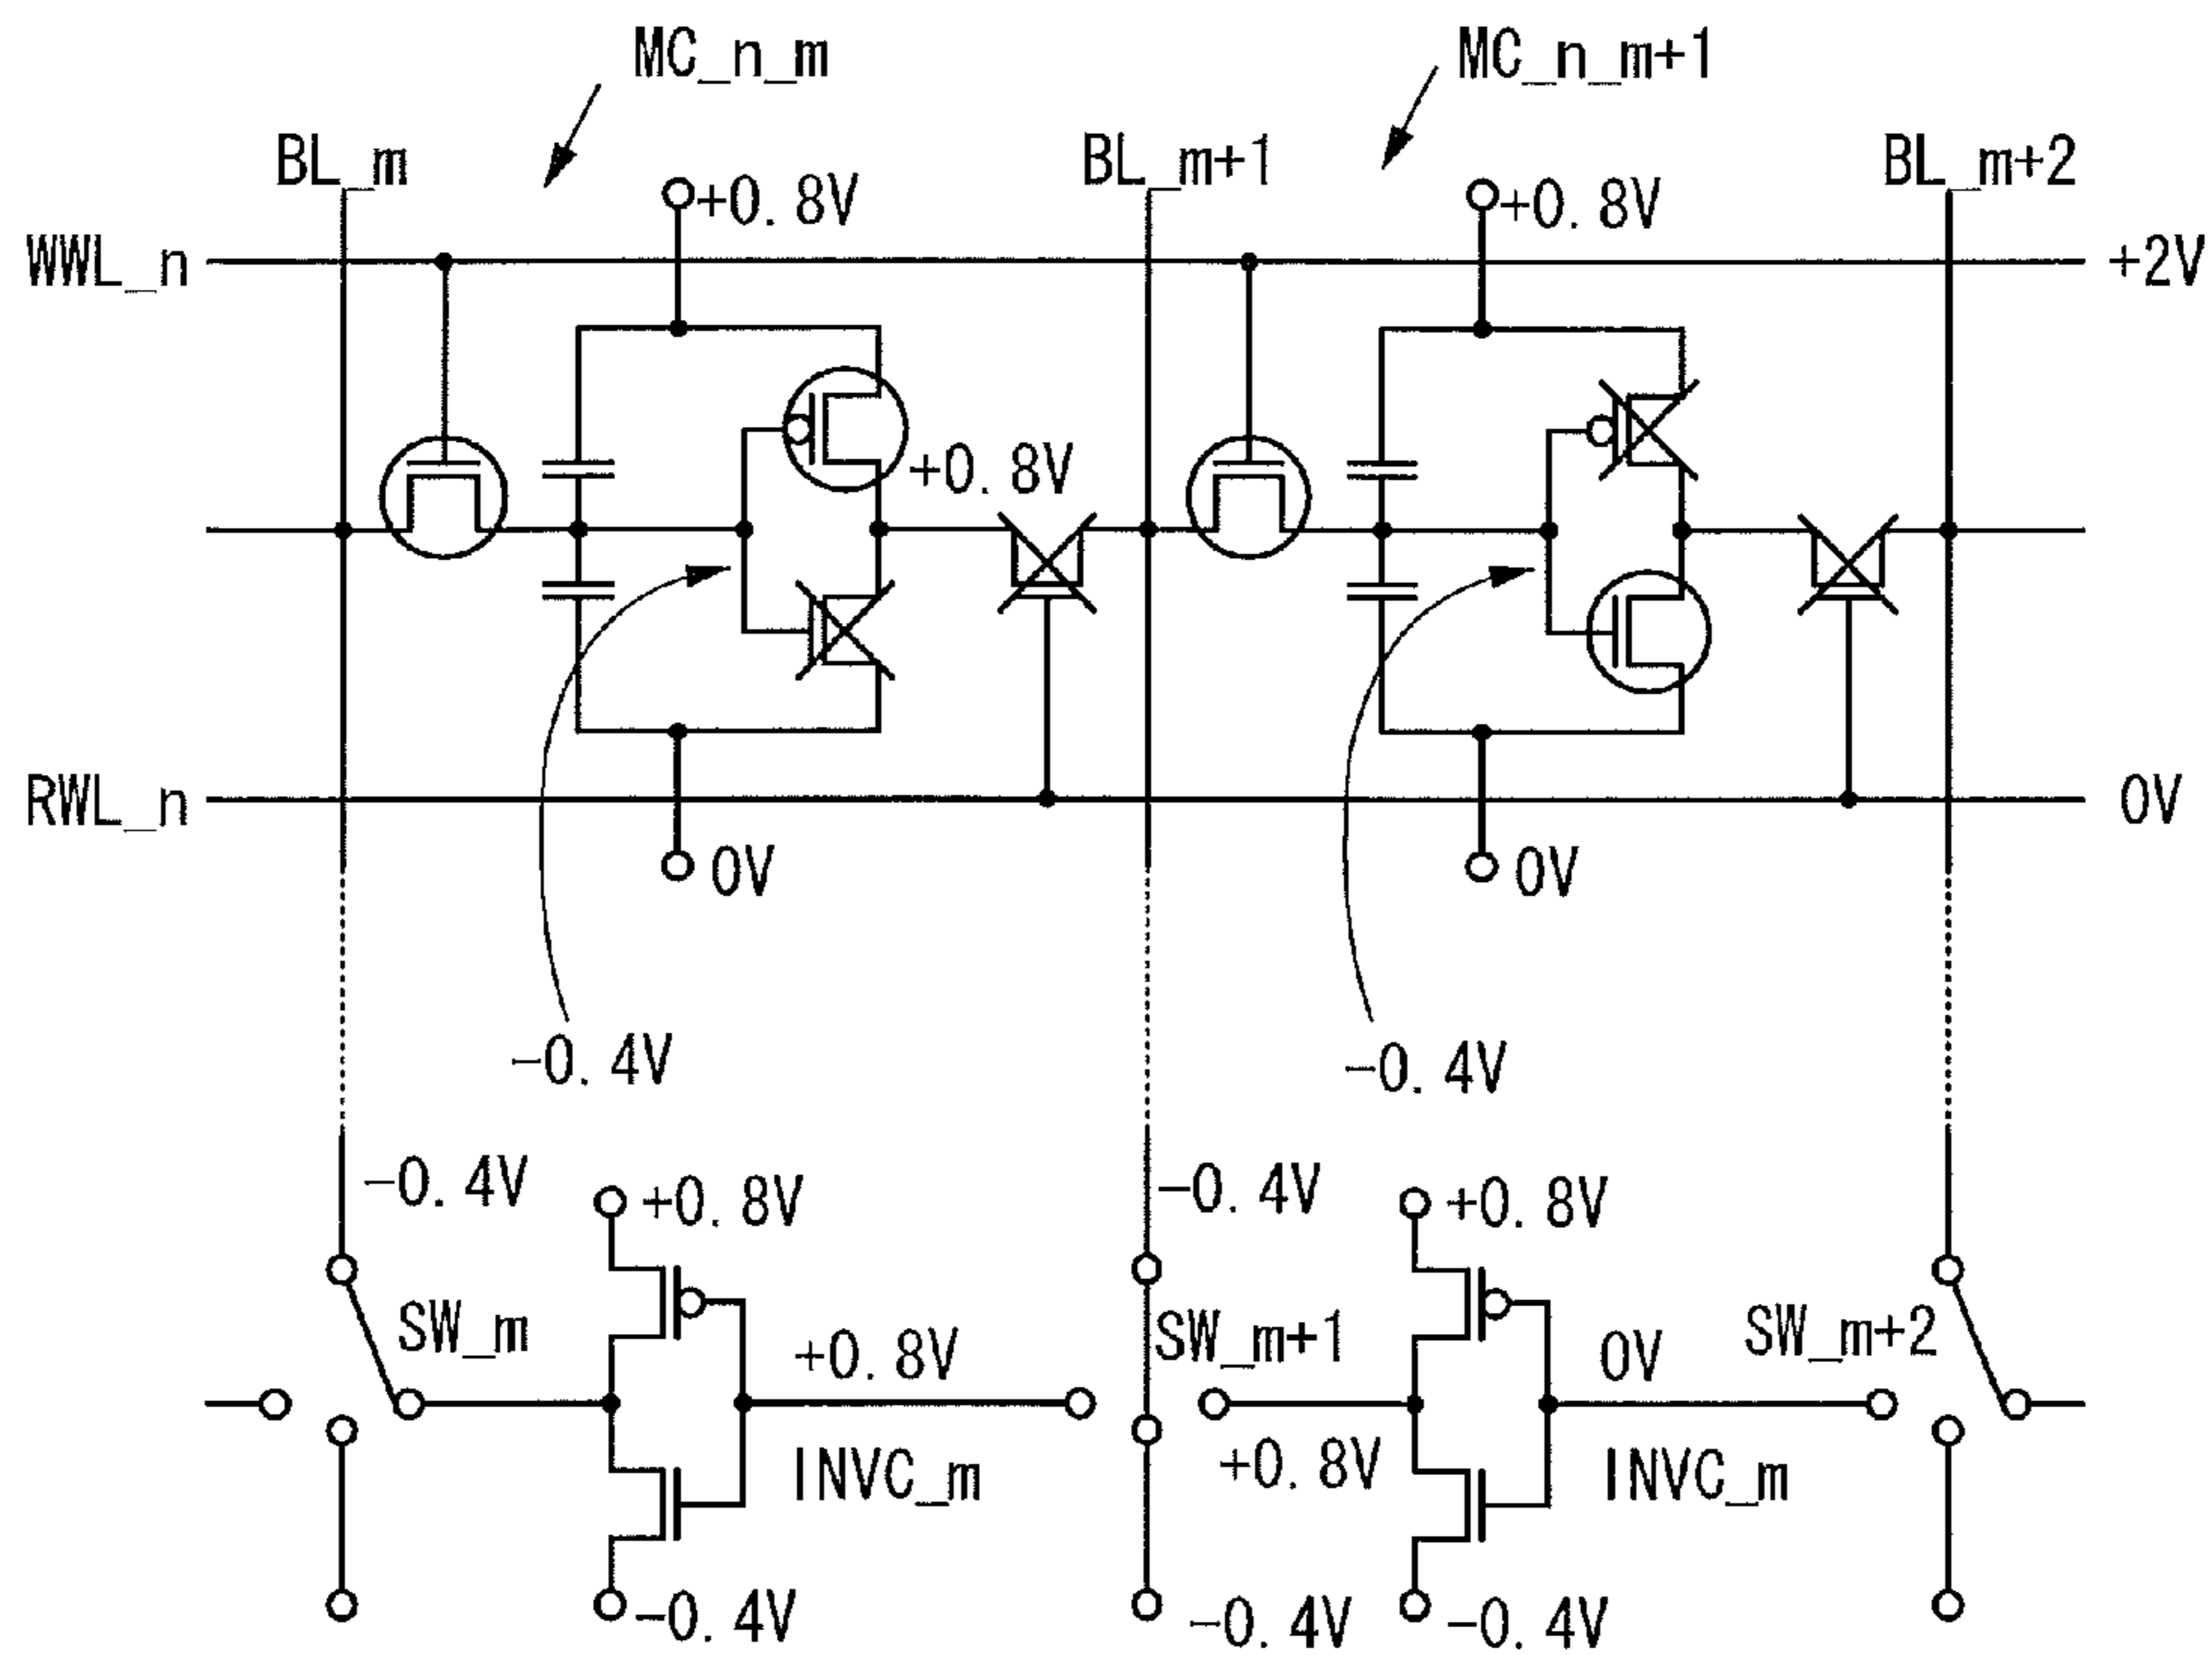 MC_n_m MC_n_m+1
BL_m BL_m+1 BL_m+2
+0.8V +0.8V
WWL_n +2V
+0.8V
RWL_n 0V
0V 0V
-0.4V -0.4V
-0.4V +0.8V -0.4V +0.8V
SW_m +0.8V SW_m+1 0V SW_m+2
INVC_m +0.8V INVC_m
-0.4V -0.4V -0.4V